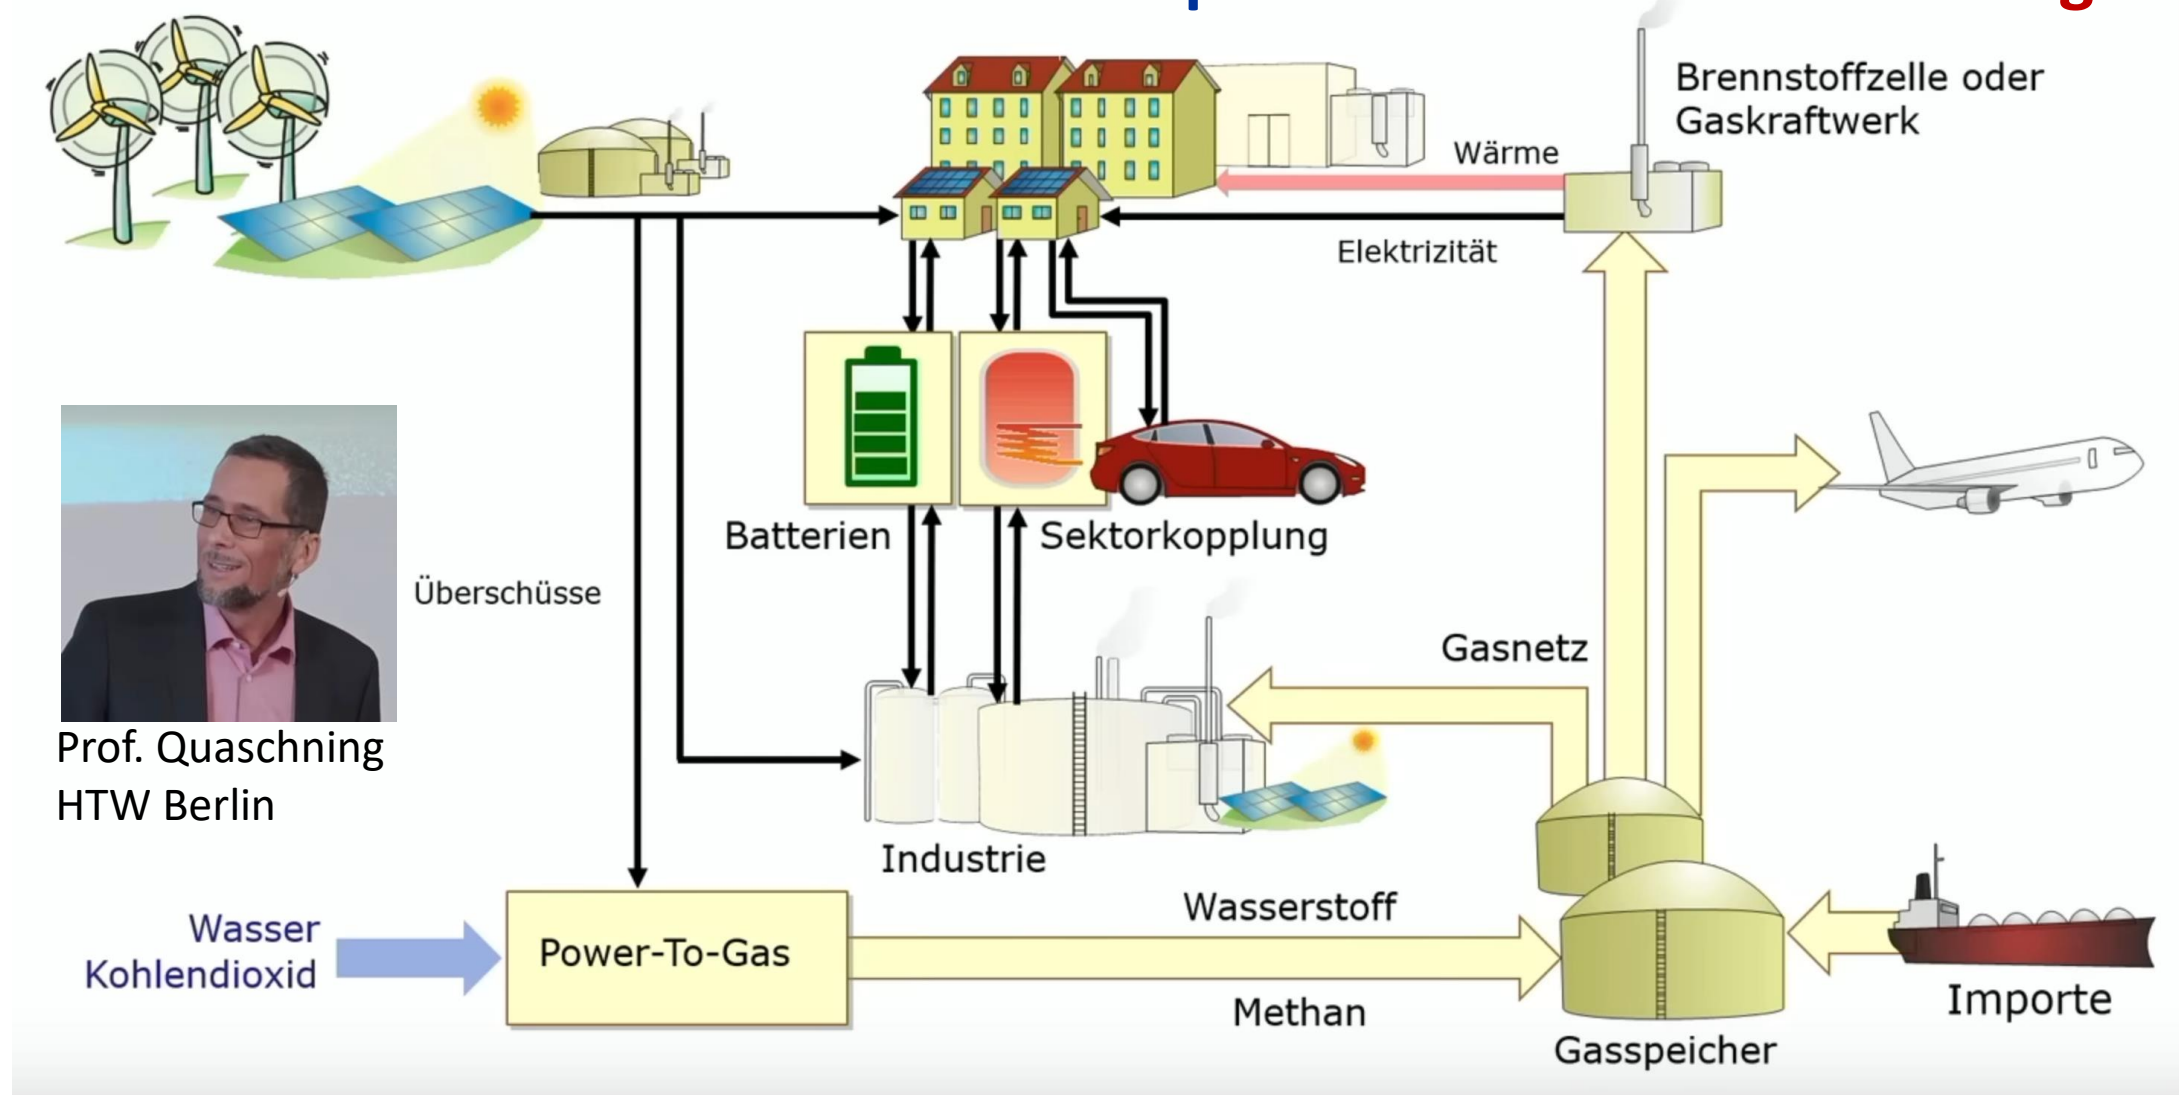 Brennstoffzelle oder
Gaskraftwerk
Wärme
Elektrizität
Batterien
Sektorkopplung
Überschüsse
Gasnetz
Prof. Quaschning
HTW Berlin
Industrie
Wasser
Kohlendioxid
Power-To-Gas
Wasserstoff
Methan
Importe
Gasspeicher